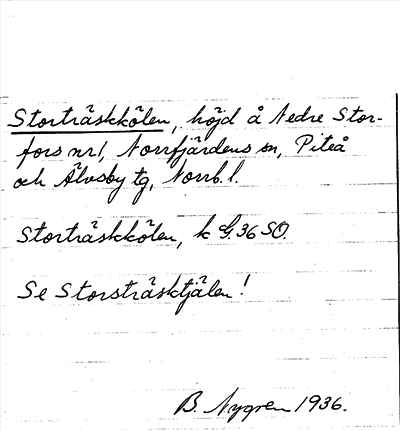 Storträskkölen, höjd å Nedre Stor-
fors nr1, Norrfjärdens sn, Piteå
och Älvsby tg, Norrb. l.
Storträskkölen, k G.36 SO.
Se Storsträsktjälen!
B. Nygren 1936.